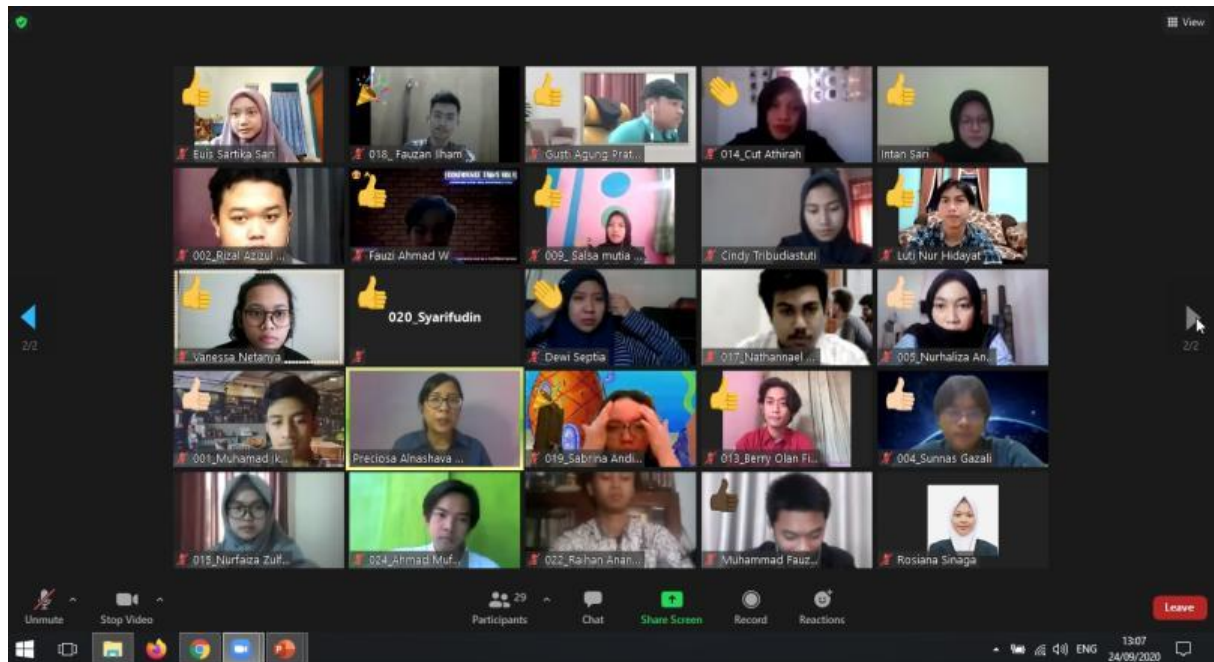 View
Euis Sartika Sari
018_ Fauzan Ilham
Gusti Agung Prat...
014_Cut Athirah
Intan Sari
002_Rizal Azizul ...
Fauzi Ahmad W
009_ Salsa mutia ...
Cindy Tribudiastuti
Luti Nur Hidayat
Vanessa Netanya
020_Syarifudin
Dewi Septia
017_Nathannael ...
005_Nurhaliza An...
2/2
2/2
001_Muhamad Ik...
Preciosa Alnashava ...
019_Sabrina Andi...
013_Berry Olan Fi...
004_Sunnas Gazali
015_Nurfaiza Zulf...
024_Ahmad Muf...
022_Raihan Anan...
Muhammad Fauz...
Rosiana Sinaga
Unmute
Stop Video
Participants
29
Chat
Share Screen
Record
Reactions
Leave
ENG
13:07
24/09/2020